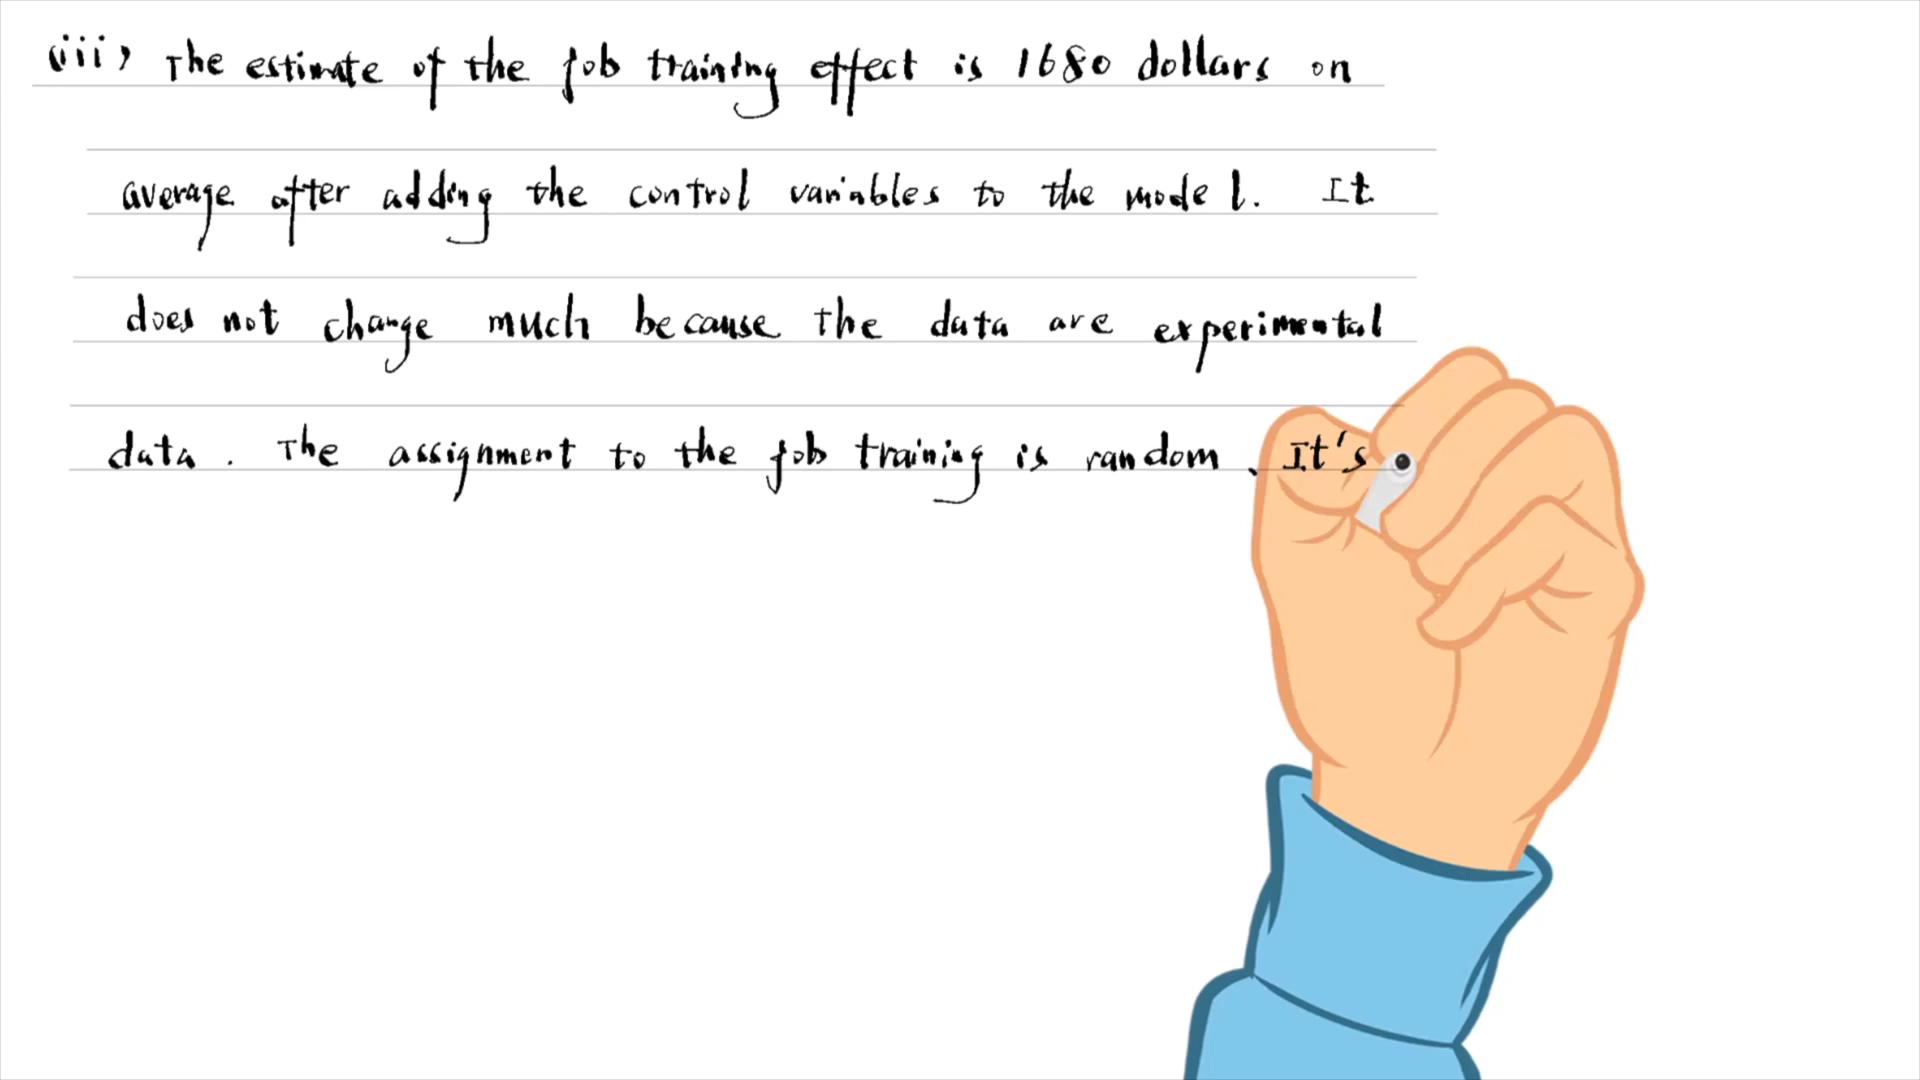 (iii) The estimate of the job training effect is 1680 dollars on
average after adding the control variables to the model. It
does not change much because the data are experimental
data. The assignment to the job training is random. It's